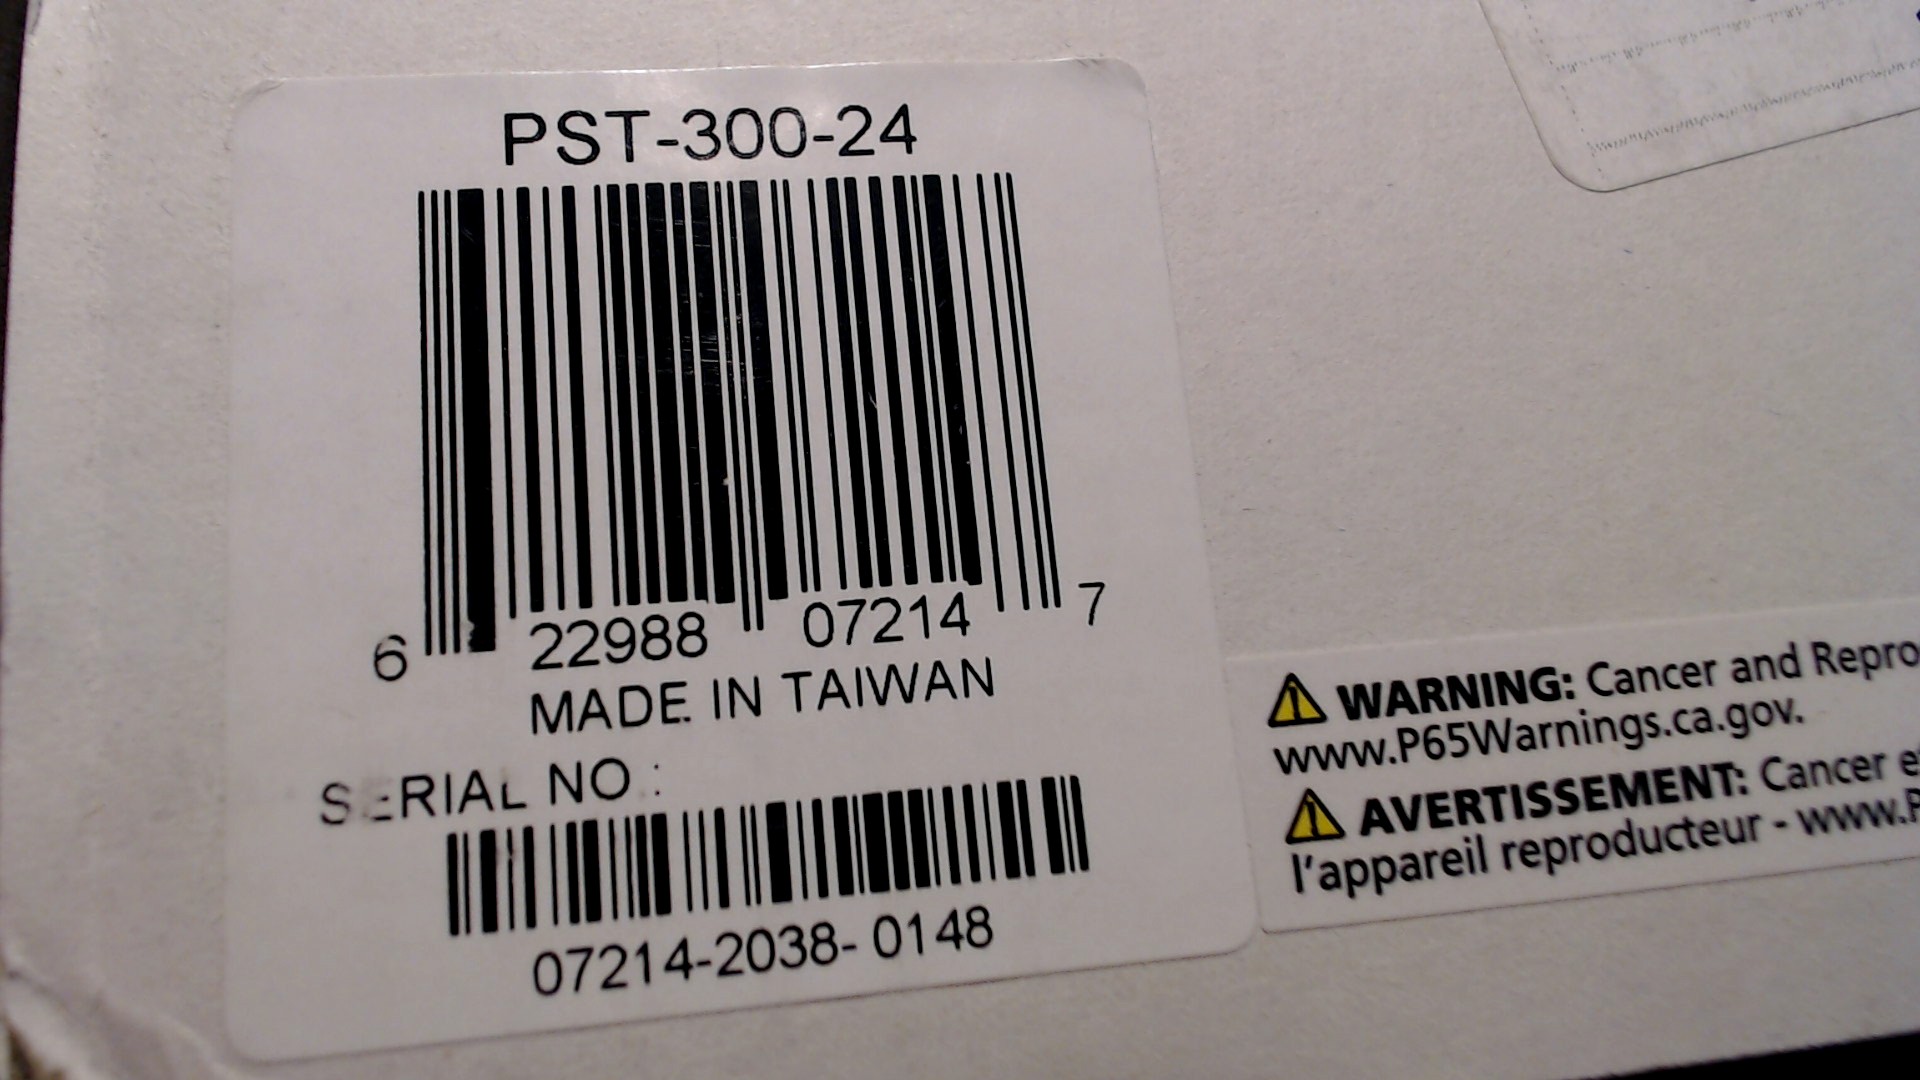 PST-300-24
6 22988 07214 7
MADE IN TAIWAN
SERIAL NO :
07214-2038- 0148
WARNING: Cancer and Repro
www.P65Warnings.ca.gov.
AVERTISSEMENT: Cancer e
l'appareil reproducteur - www.P